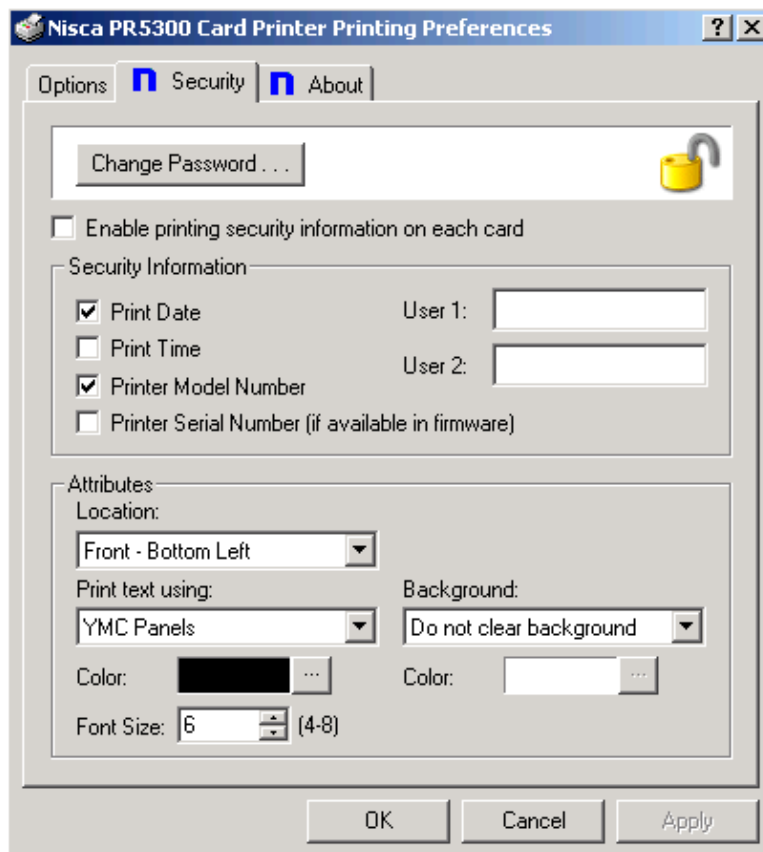 Nisca PR5300 Card Printer Printing Preferences
Options n Security n About
Change Password . . .
Enable printing security information on each card
Security Information
Print Date User 1:
Print Time
User 2:
Printer Model Number
Printer Serial Number (if available in firmware)
Attributes
Location:
Front - Bottom Left
Print text using: Background:
YMC Panels Do not clear background
Color: ... Color: ...
Font Size: 6 (4-8)
OK Cancel Apply